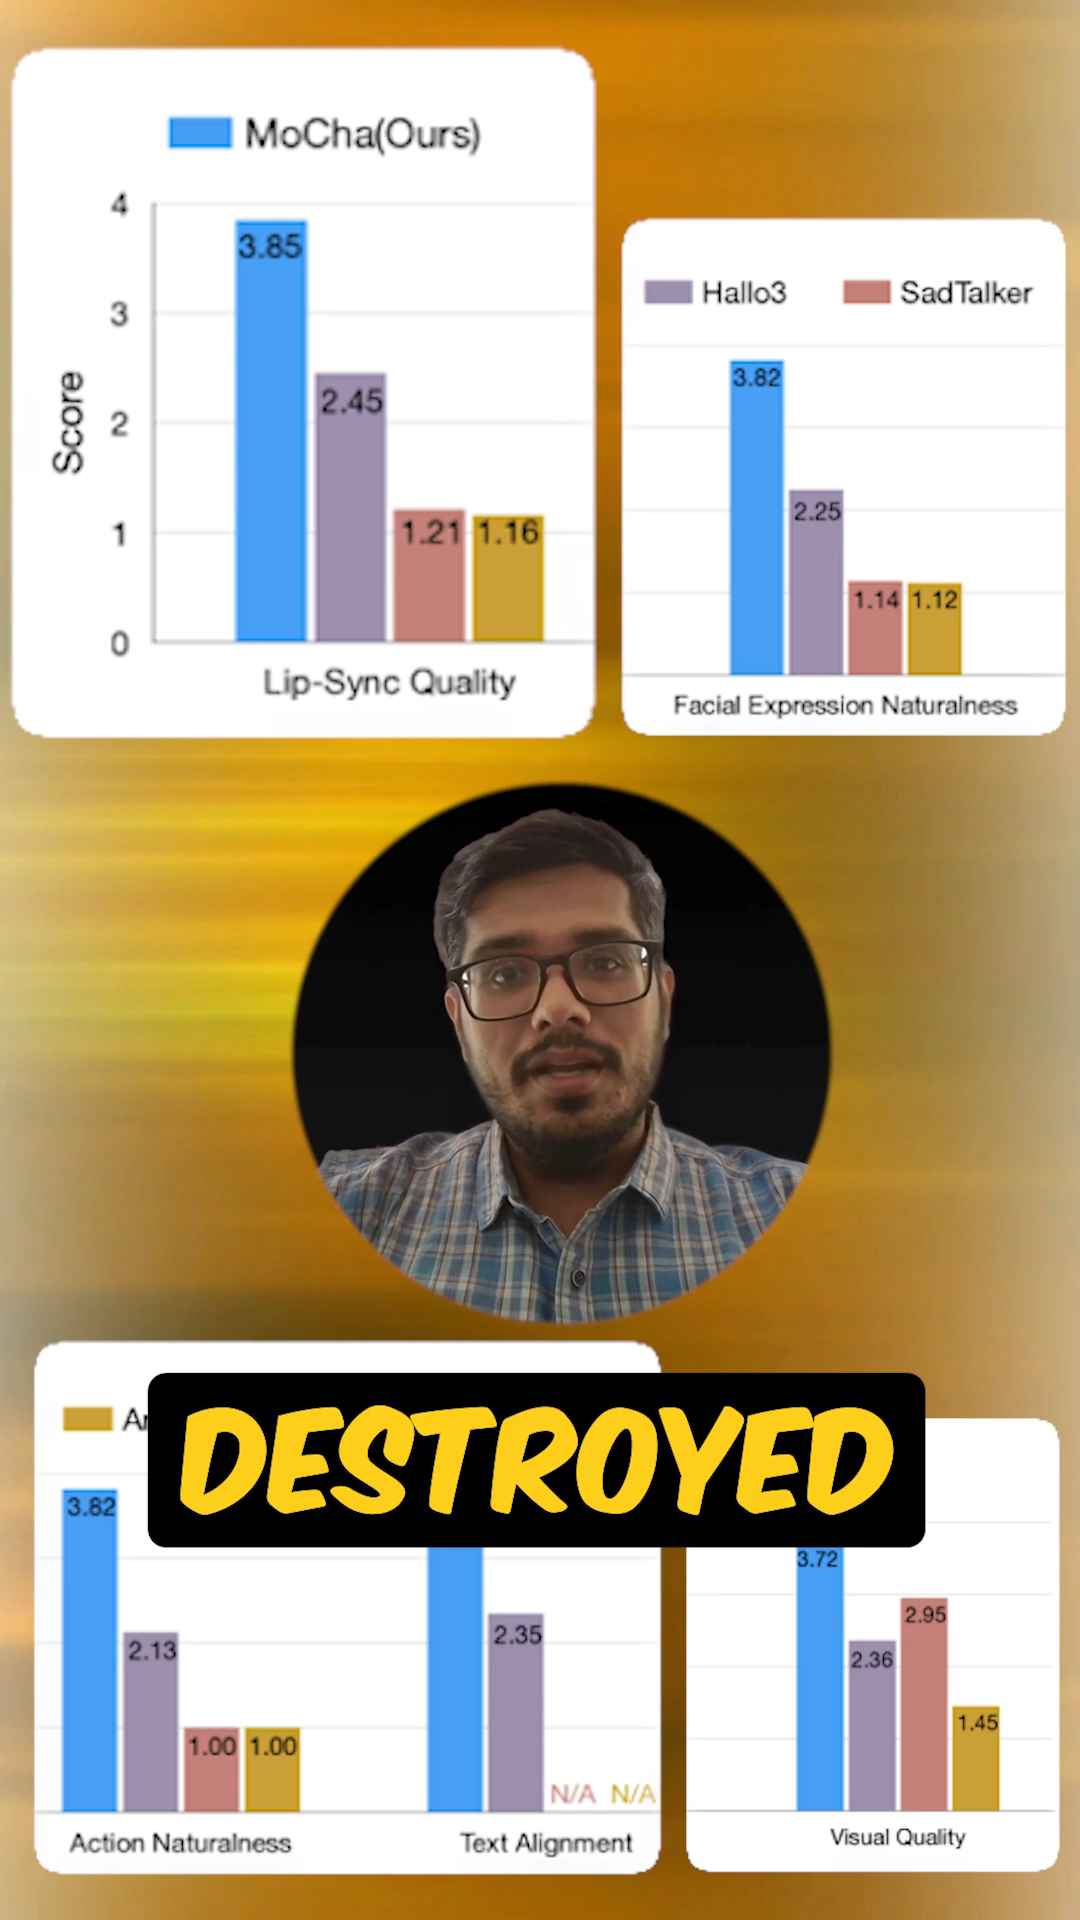 MoCha(Ours)
4
3
2
1
0
Score
3.85
2.45
1.21
1.16
Lip-Sync Quality
Hallo3
SadTalker
3.82
2.25
1.14
1.12
Facial Expression Naturalness
DESTROYED
3.82
2.13
1.00
1.00
Action Naturalness
2.35
N/A
N/A
Text Alignment
3.72
2.36
2.95
1.45
Visual Quality